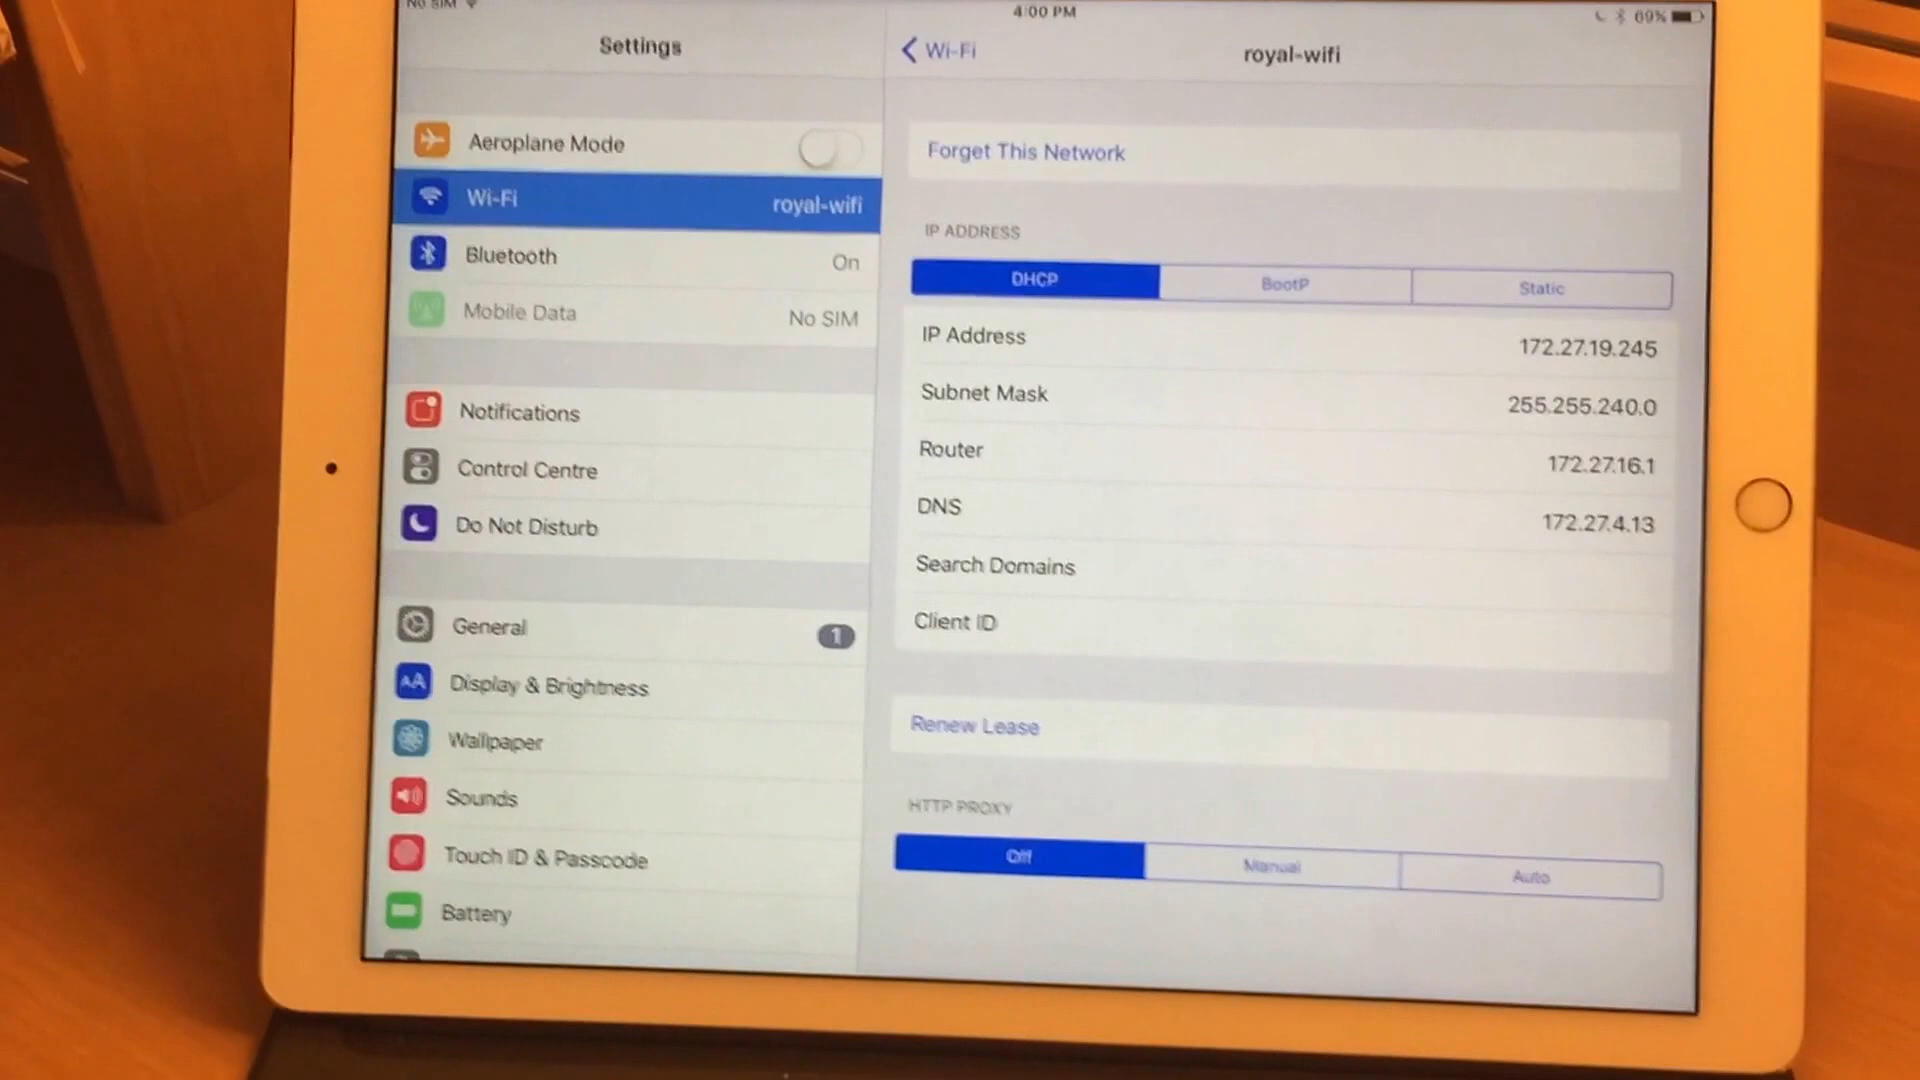 No SIM
4:00 PM
69%
Settings
Wi-Fi
royal-wifi
Aeroplane Mode
Wi-Fi royal-wifi
Bluetooth On
Mobile Data No SIM
Notifications
Control Centre
Do Not Disturb
General 1
AA Display & Brightness
Wallpaper
Sounds
Touch ID & Passcode
Battery
Forget This Network
IP ADDRESS
DHCP BootP Static
IP Address 172.27.19.245
Subnet Mask 255.255.240.0
Router 172.27.16.1
DNS 172.27.4.13
Search Domains
Client ID
Renew Lease
HTTP PROXY
Off Manual Auto